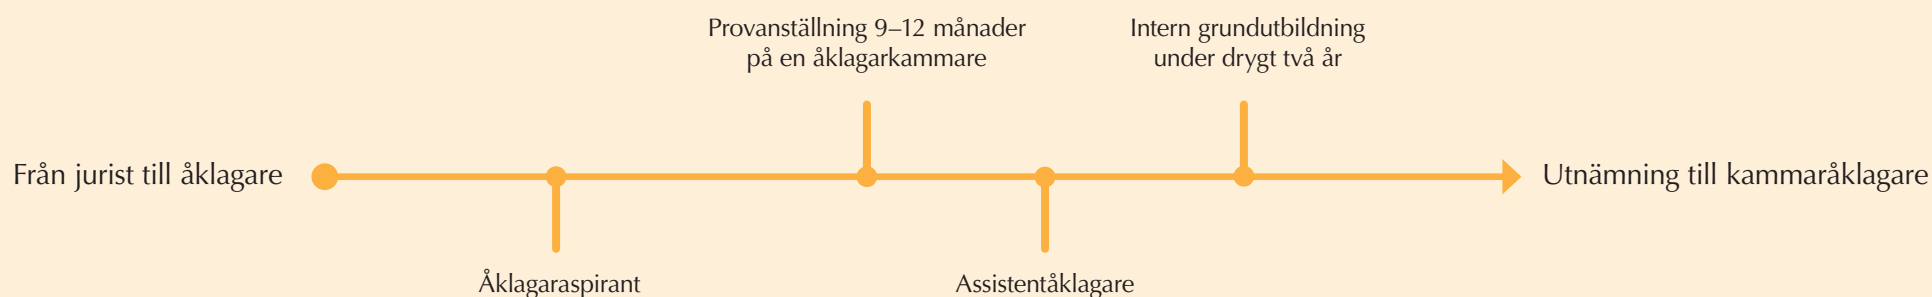 Provanställning 9–12 månader
på en åklagarkammare
Intern grundutbildning
under drygt två år
Från jurist till åklagare
Utnämning till kammaråklagare
Åklagaraspirant
Assistentåklagare